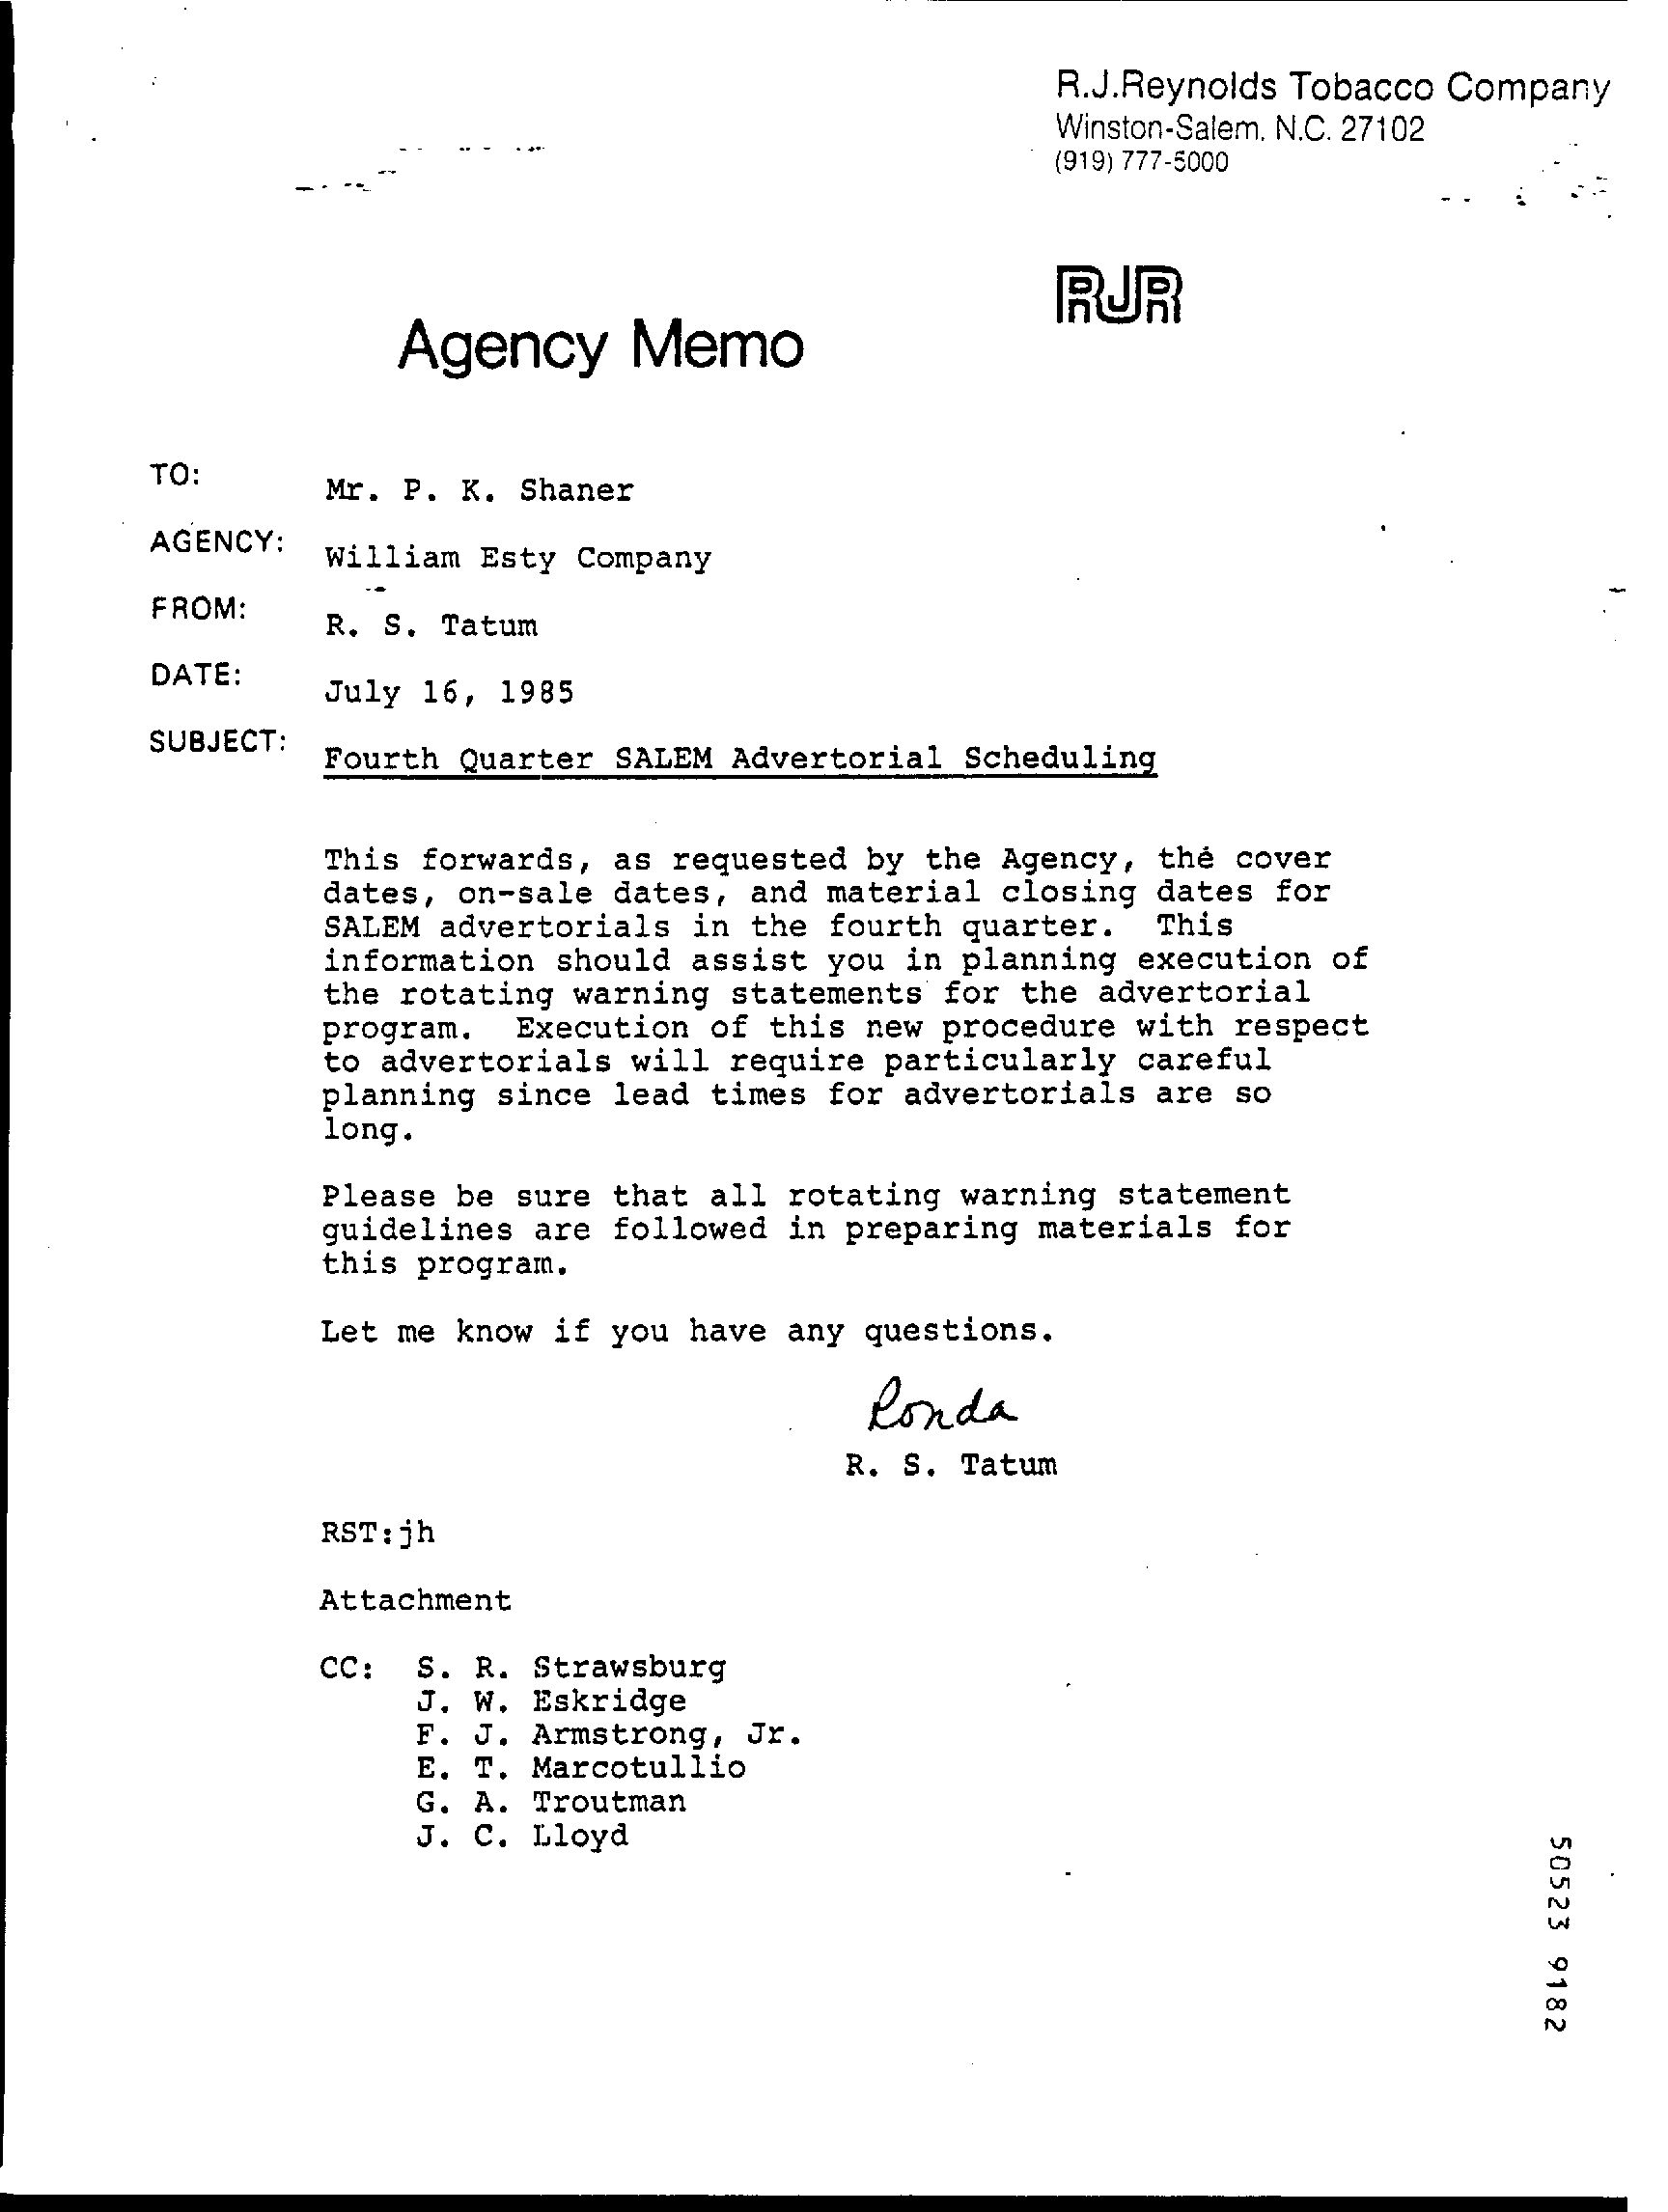 R.J.Reynolds Tobacco Company
Winston-Salem, N.C. 27102
(919) 777-5000
RJR
Agency Memo
TO: Mr. P. K. Shaner
AGENCY: William Esty Company
FROM: R. S. Tatum
DATE: July 16, 1985
SUBJECT: Fourth Quarter SALEM Advertorial Scheduling
This forwards, as requested by the Agency, the cover
dates, on-sale dates, and material closing dates for
SALEM advertorials in the fourth quarter. This
information should assist you in planning execution of
the rotating warning statements for the advertorial
program. Execution of this new procedure with respect
to advertorials will require particularly careful
planning since lead times for advertorials are so
long.
Please be sure that all rotating warning statement
guidelines are followed in preparing materials for
this program.
Let me know if you have any questions.
Ronda
R. S. Tatum
RST:jh
Attachment
CC: S. R. Strawsburg
J. W. Eskridge
F. J. Armstrong, Jr.
E. T. Marcotullio
G. A. Troutman
J. C. Lloyd
50523 9182